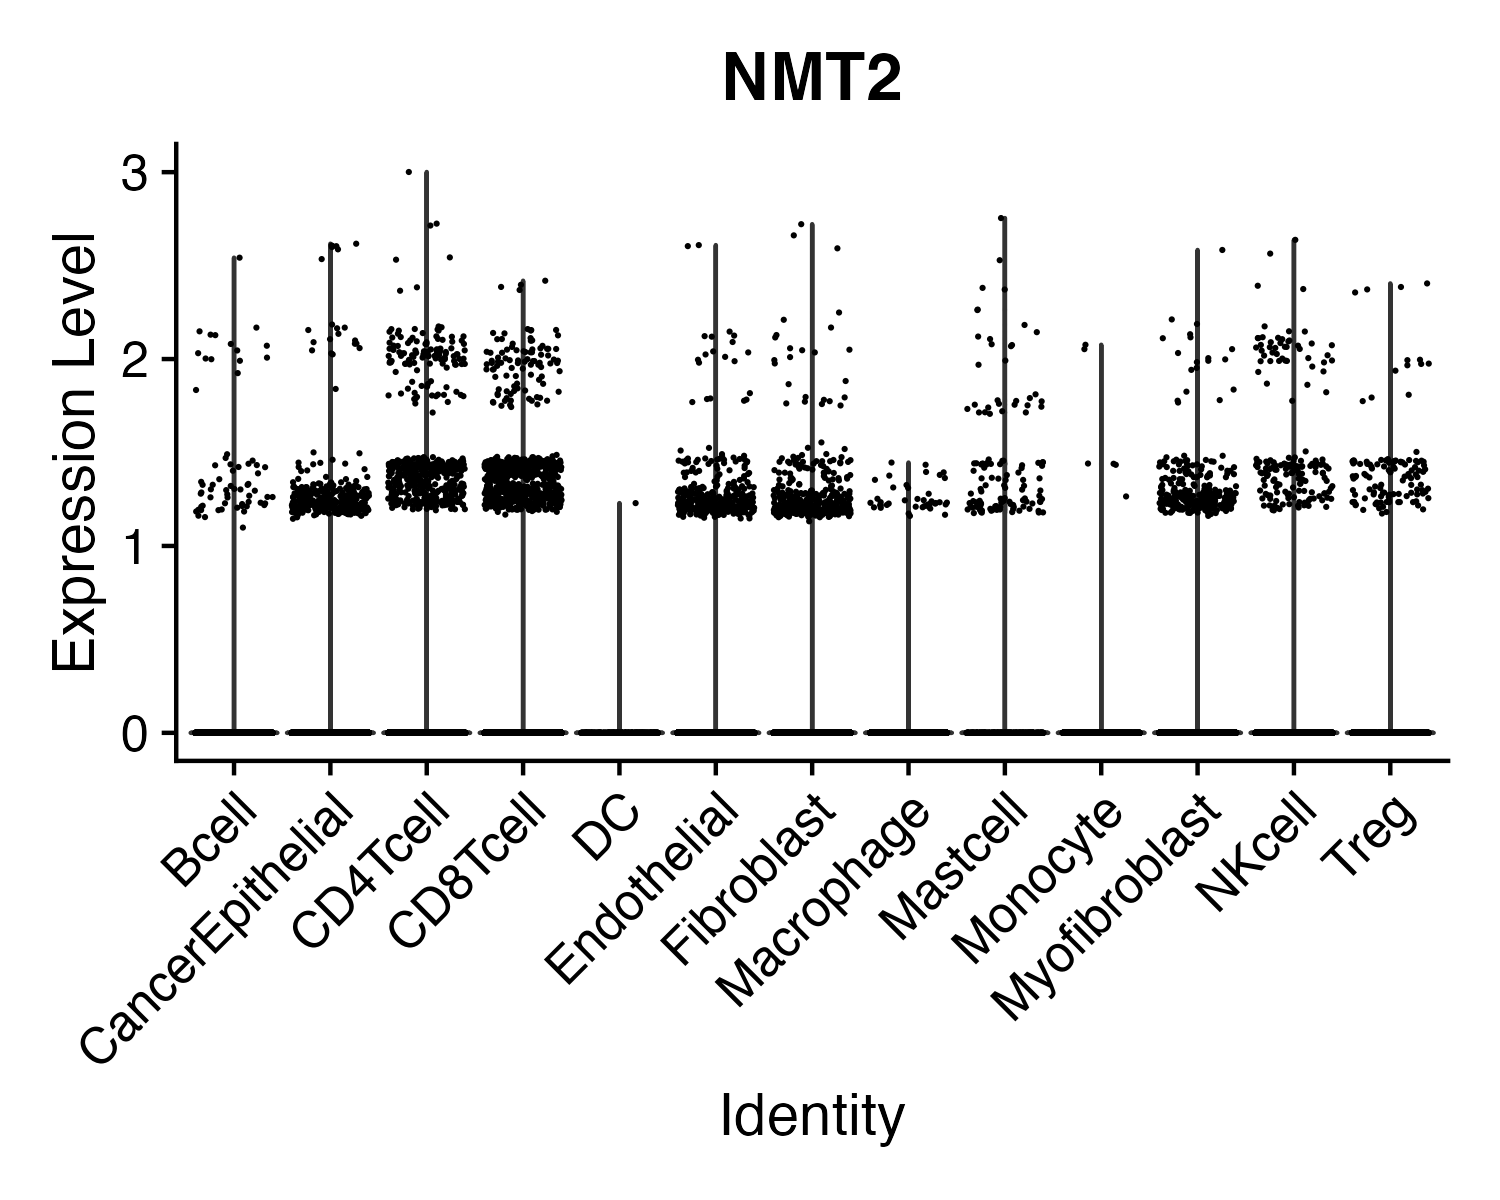 NMT2
Expression Level
3
2
1
0
Bcell
CancerEpithelial
CD4Tcell
CD8Tcell
DC
Endothelial
Fibroblast
Macrophage
Mastcell
Monocyte
Myofibroblast
NKcell
Treg
Identity